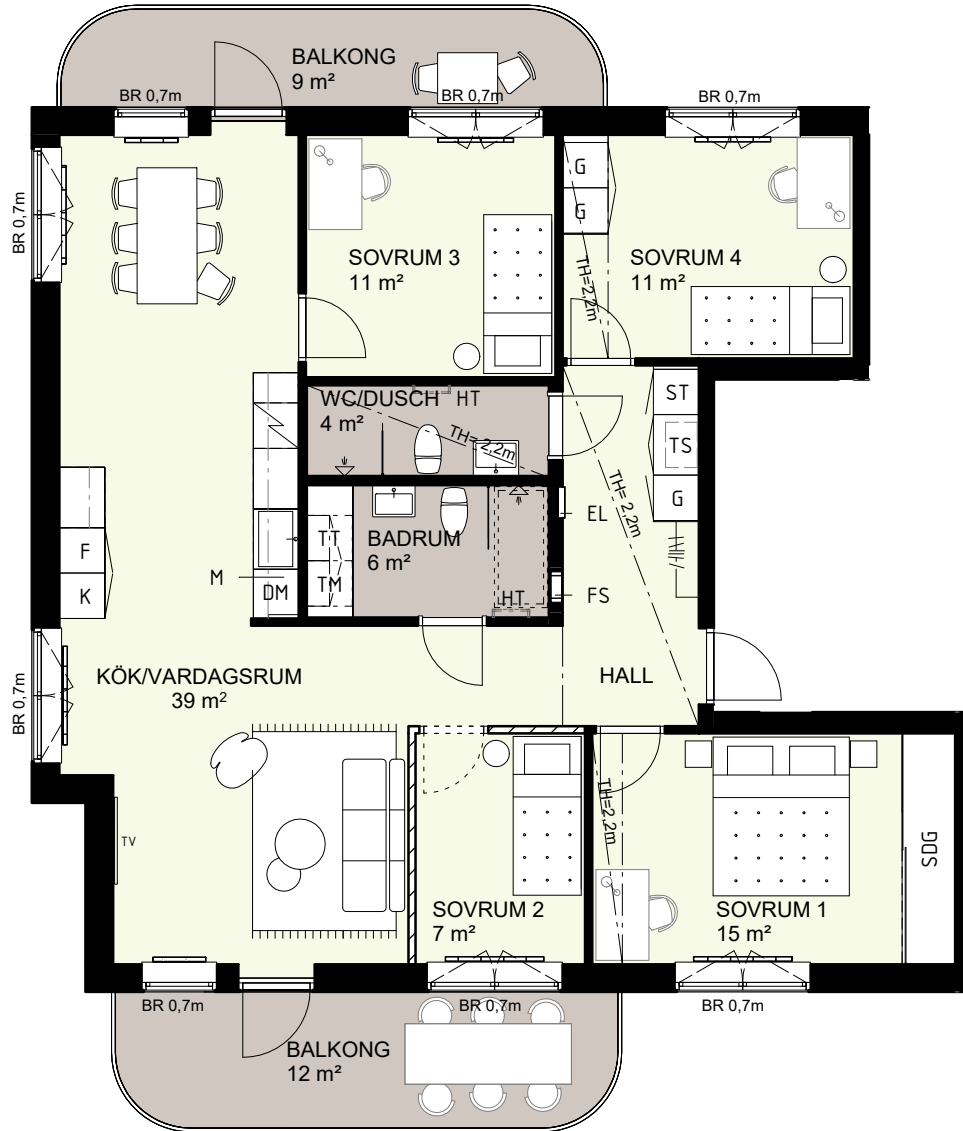 BALKONG
9 m²
BR 0,7m
BR 0,7m
BR 0,7m
BR 0,7m
G
G
SOVRUM 3
11 m²
SOVRUM 4
11 m²
TH=2,2m
WC/DUSCH
HT
4 m²
TH=2,2m
ST
TS
G
TH=2,2m
EL
FS
BADRUM
6 m²
TT
TM
HT
F
K
M
DM
KÖK/VARDAGSRUM
39 m²
HALL
BR 0,7m
TH=2,2m
TV
SDG
SOVRUM 2
7 m²
SOVRUM 1
15 m²
BR 0,7m
BR 0,7m
BR 0,7m
BALKONG
12 m²